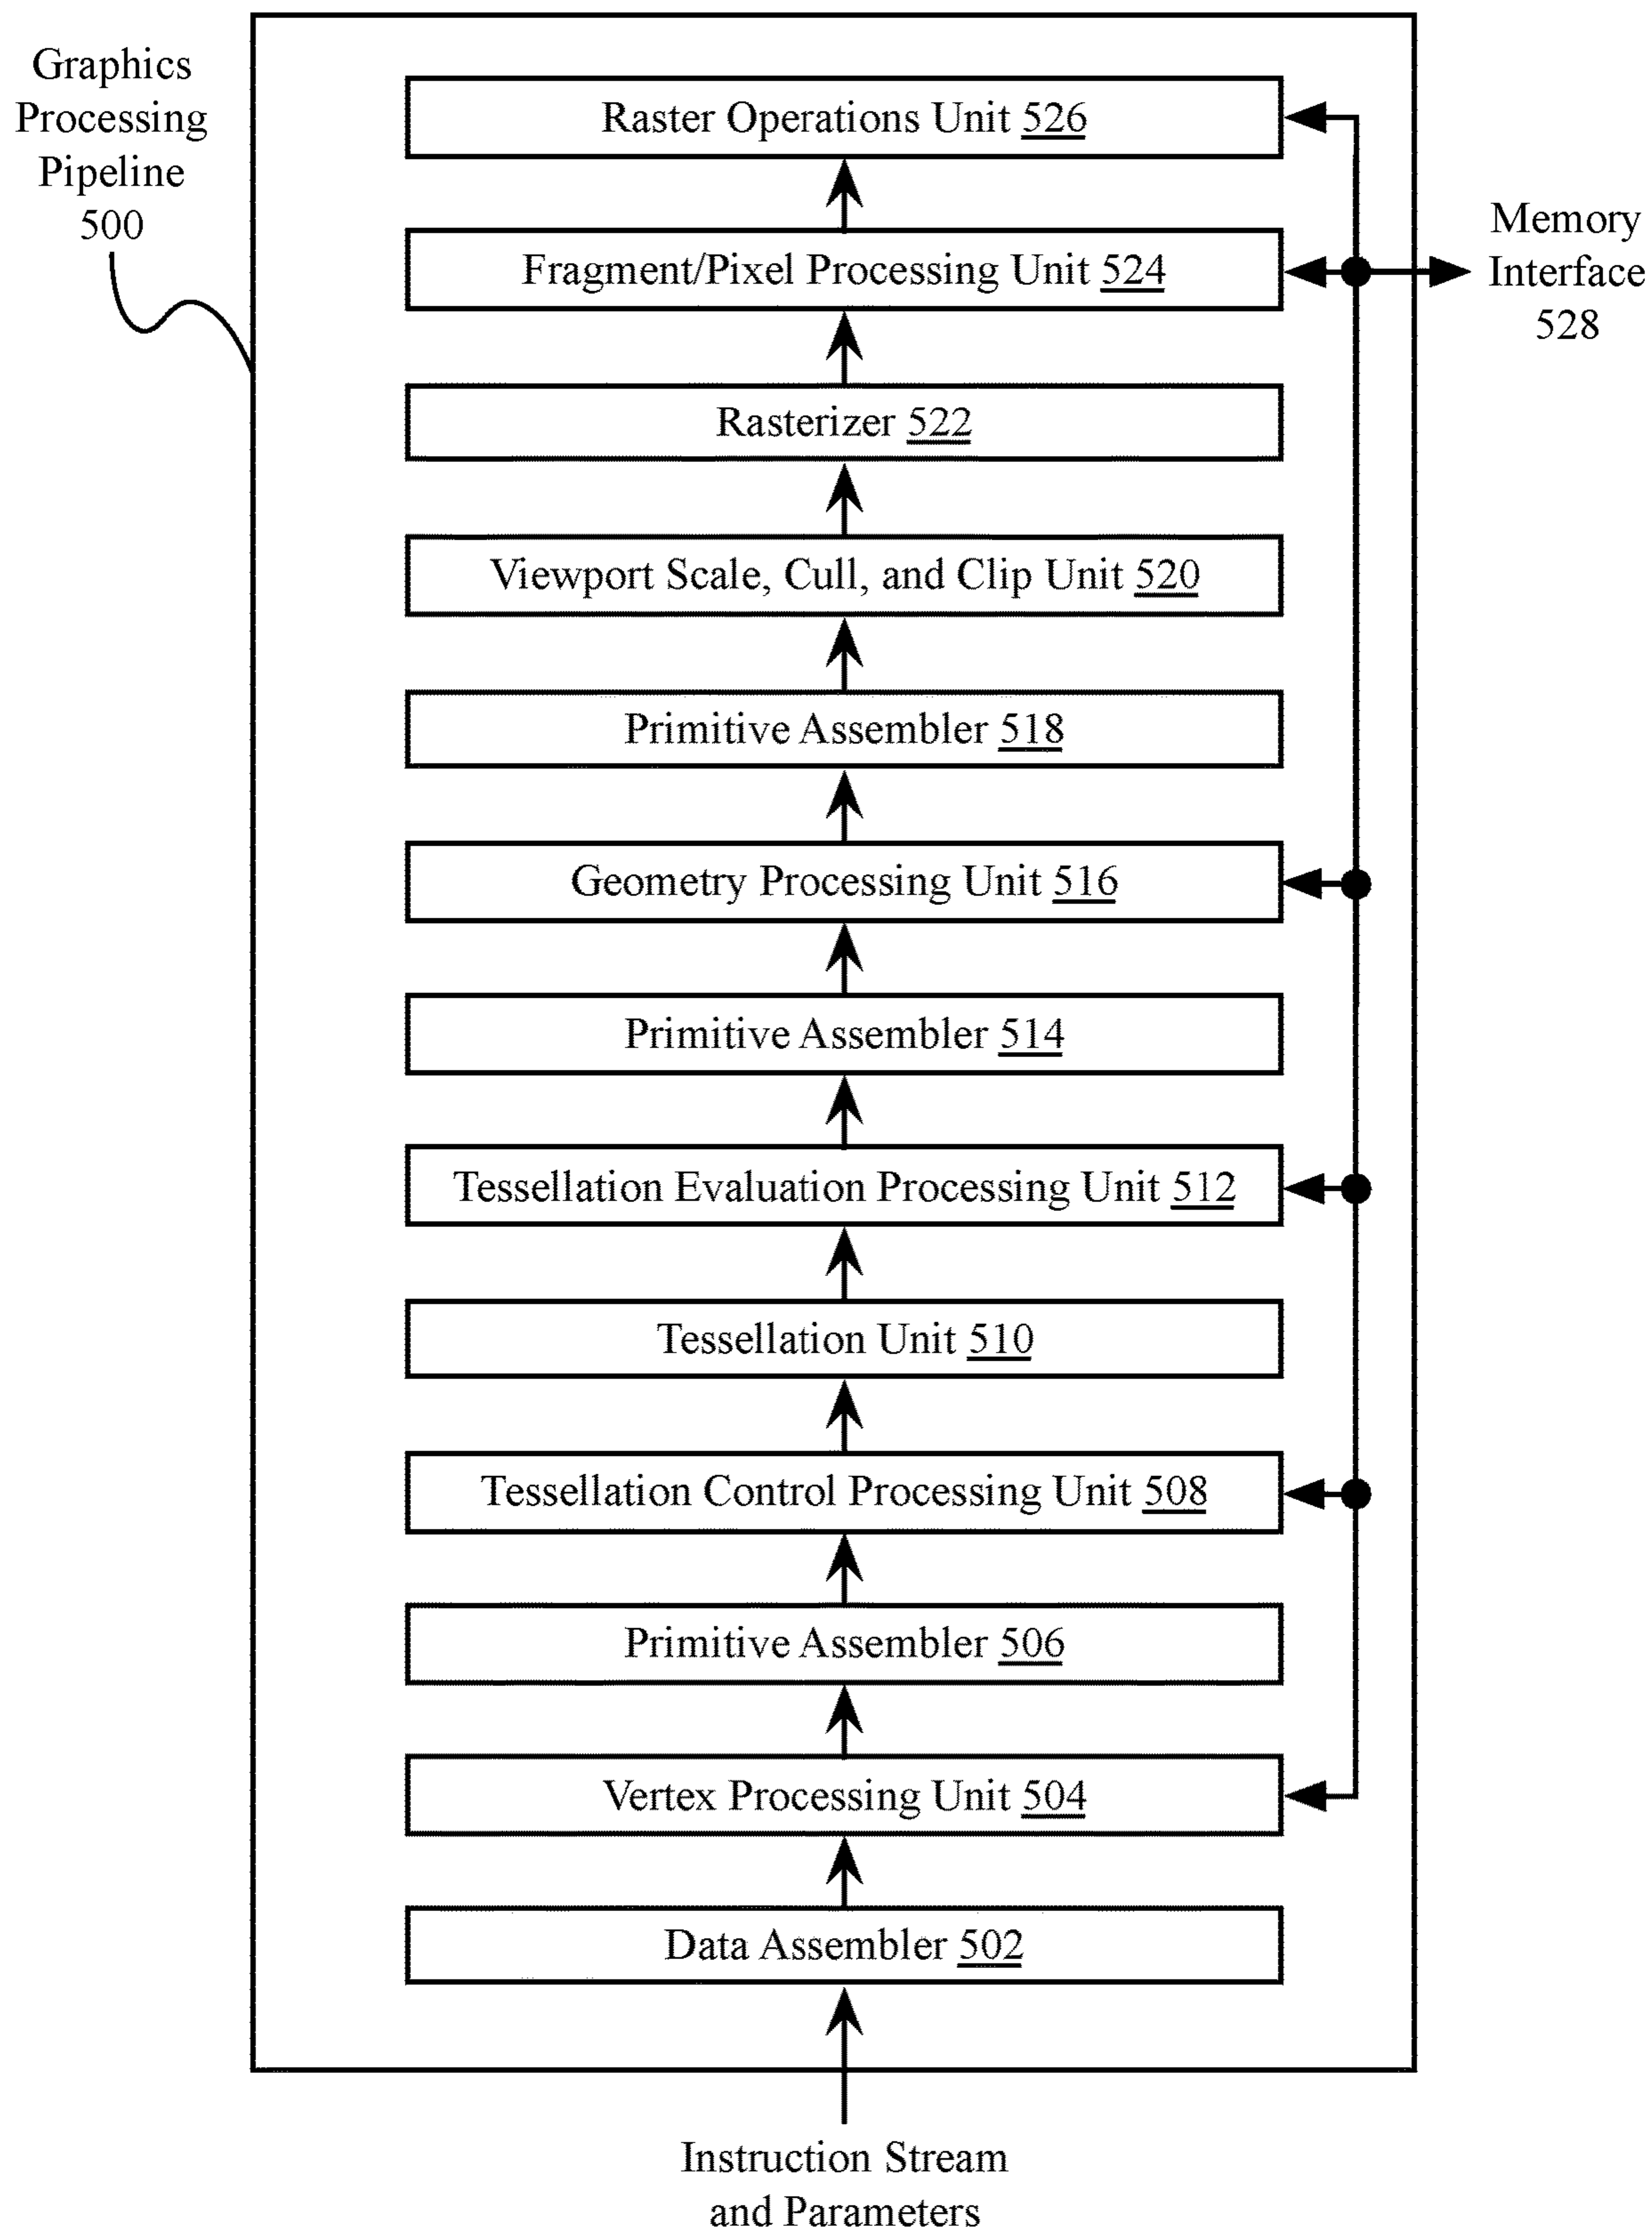 Graphics
Processing
Pipeline
500
Raster Operations Unit 526
Fragment/Pixel Processing Unit 524
Memory
Interface
528
Rasterizer 522
Viewport Scale, Cull, and Clip Unit 520
Primitive Assembler 518
Geometry Processing Unit 516
Primitive Assembler 514
Tessellation Evaluation Processing Unit 512
Tessellation Unit 510
Tessellation Control Processing Unit 508
Primitive Assembler 506
Vertex Processing Unit 504
Data Assembler 502
Instruction Stream
and Parameters